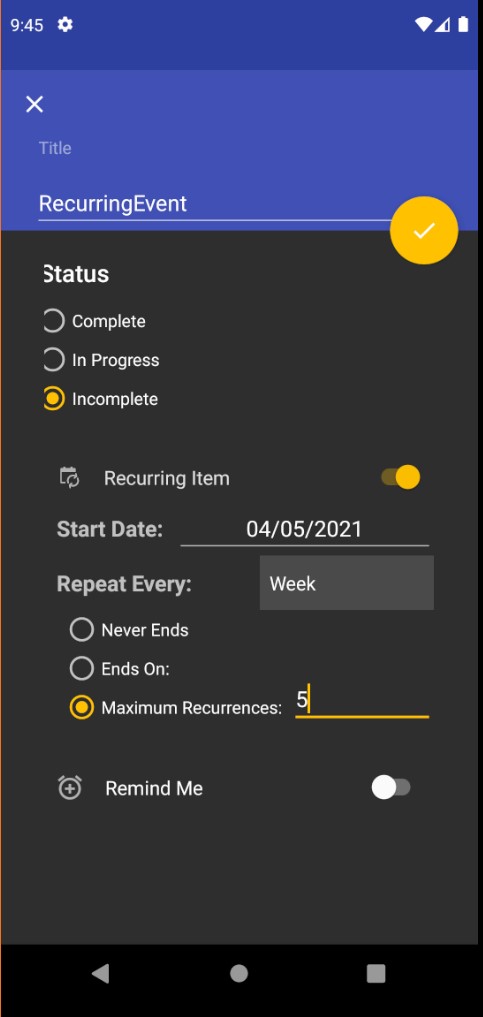 9:45
Title
RecurringEvent
Status
Complete
In Progress
Incomplete
Recurring Item
Start Date: 04/05/2021
Repeat Every: Week
Never Ends
Ends On:
Maximum Recurrences: 5
Remind Me